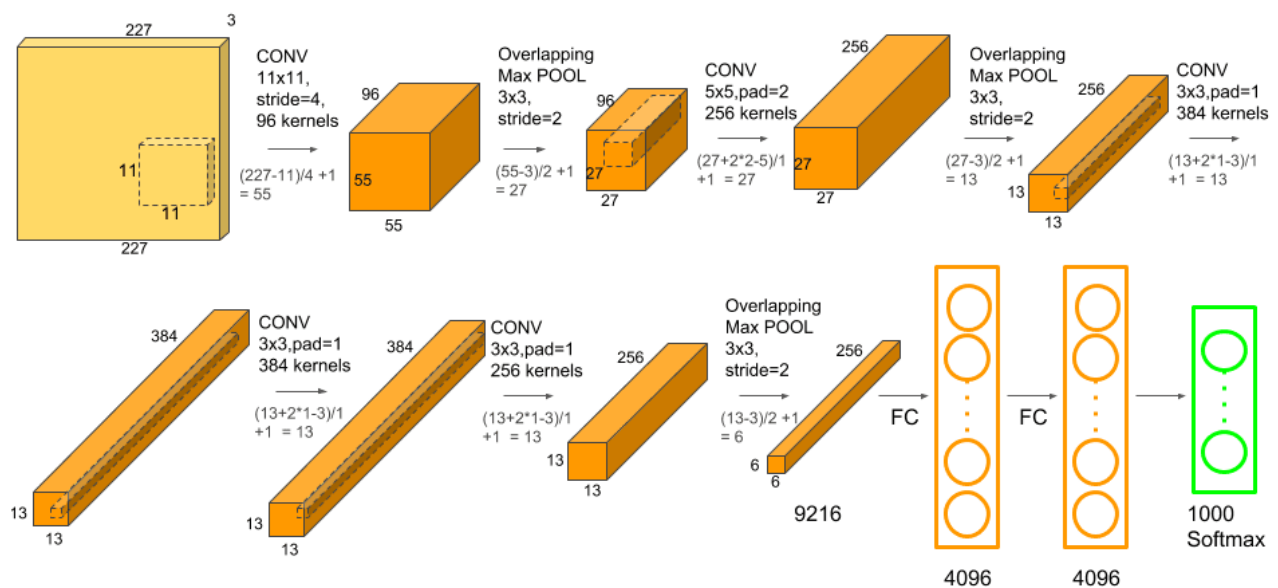 227
3
CONV
11x11,
stride=4,
96 kernels
(227-11)/4 +1
= 55
11
11
227
96
55
55
Overlapping
Max POOL
3x3,
stride=2
(55-3)/2 +1
= 27
96
27
27
CONV
5x5,pad=2
256 kernels
(27+2*2-5)/1
+1 = 27
256
27
27
Overlapping
Max POOL
3x3,
stride=2
(27-3)/2 +1
= 13
256
13
13
CONV
3x3,pad=1
384 kernels
(13+2*1-3)/1
+1 = 13
384
13
13
CONV
3x3,pad=1
384 kernels
(13+2*1-3)/1
+1 = 13
384
13
13
CONV
3x3,pad=1
256 kernels
(13+2*1-3)/1
+1 = 13
256
13
13
Overlapping
Max POOL
3x3,
stride=2
(13-3)/2 +1
= 6
256
6
6
9216
FC
4096
FC
4096
1000
Softmax